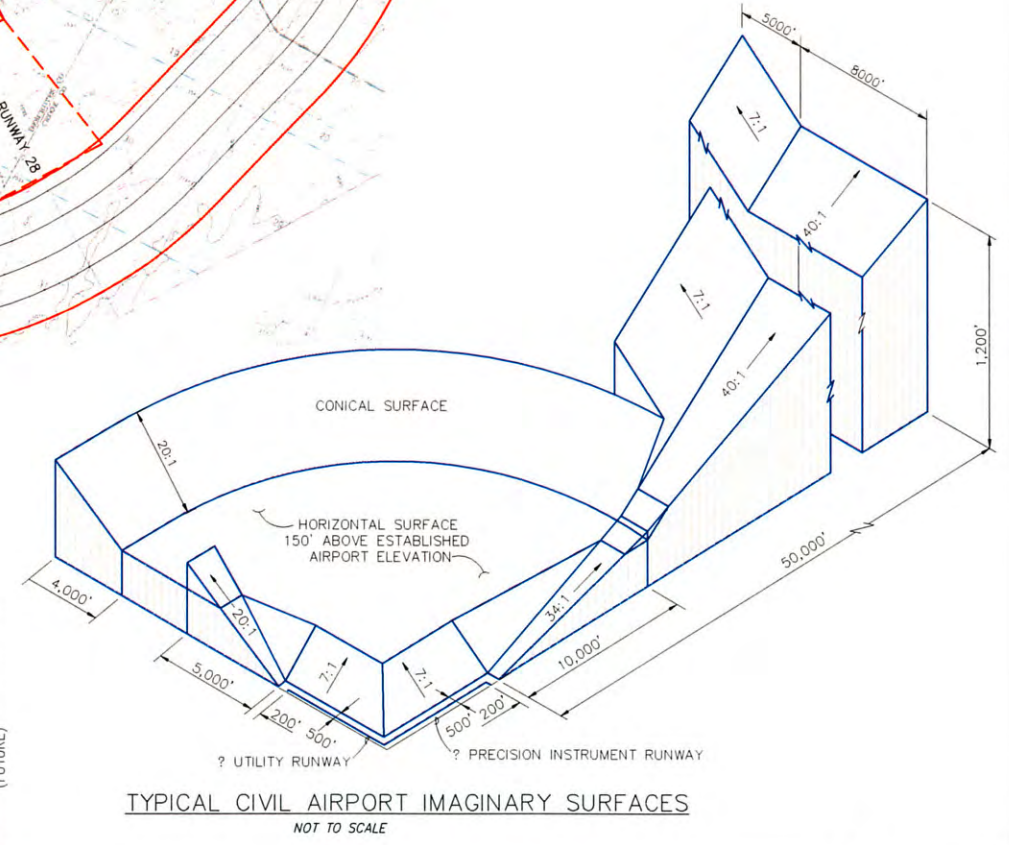 RUNWAY 28
5000'
8000'
7:1
40:1
7:1
40:1
1,200'
CONICAL SURFACE
20:1
HORIZONTAL SURFACE
150' ABOVE ESTABLISHED
AIRPORT ELEVATION
50,000'
4,000'
20:1
34:1
10,000'
5,000'
7:1
7:1
200'
500'
500'
200'
? UTILITY RUNWAY
? PRECISION INSTRUMENT RUNWAY
(FUTURE)
TYPICAL CIVIL AIRPORT IMAGINARY SURFACES
NOT TO SCALE